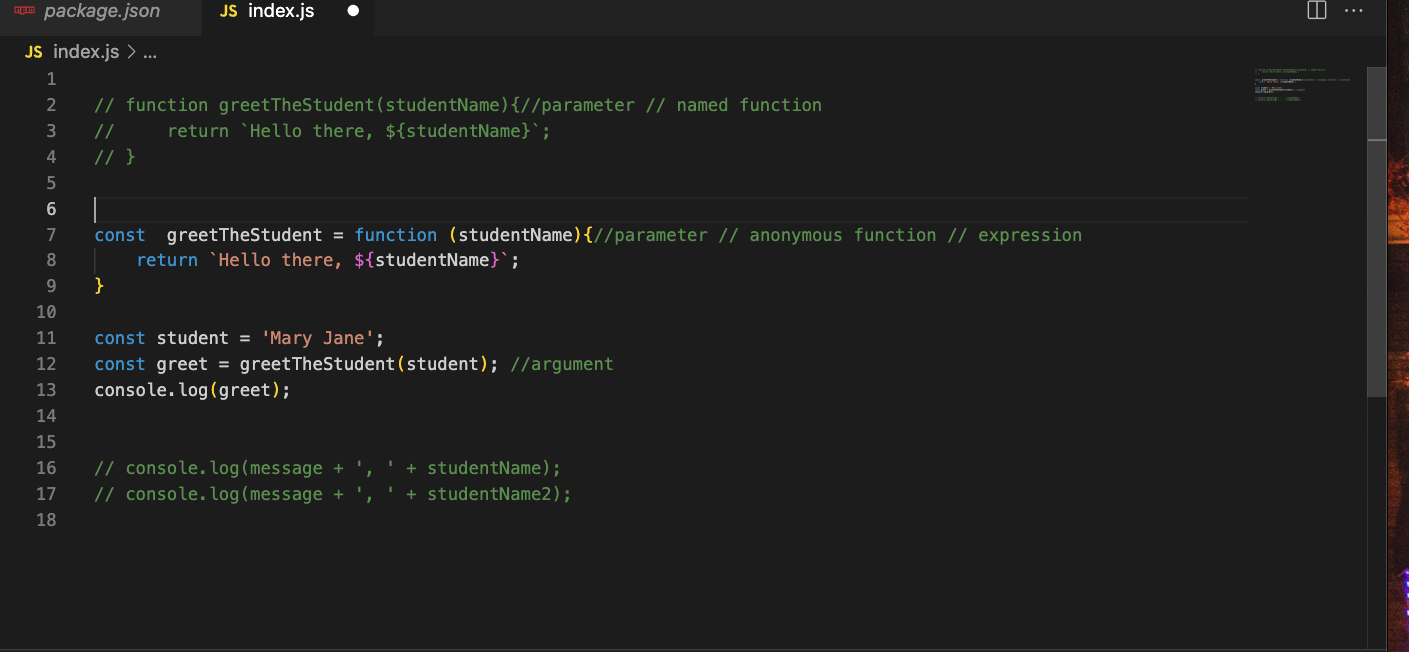 npm package.json JS index.js
JS index.js > ...
1
2 // function greetTheStudent(studentName){//parameter // named function
3 //     return `Hello there, ${studentName}`;
4 // }
5
6
7 const  greetTheStudent = function (studentName){//parameter // anonymous function // expression
8     return `Hello there, ${studentName}`;
9 }
10
11 const student = 'Mary Jane';
12 const greet = greetTheStudent(student); //argument
13 console.log(greet);
14
15
16 // console.log(message + ', ' + studentName);
17 // console.log(message + ', ' + studentName2);
18